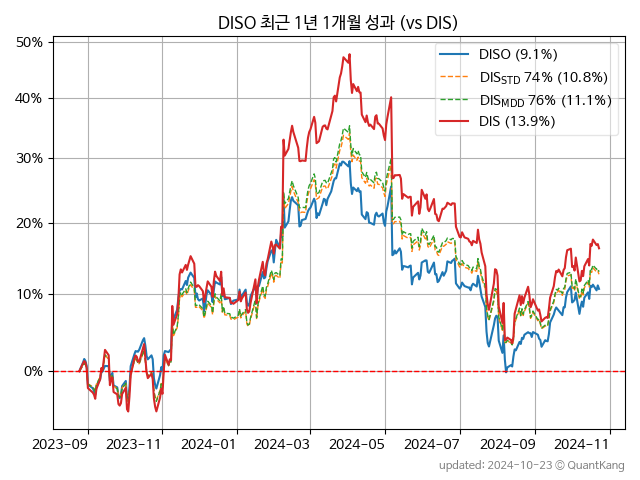 DISO 최근 1년 1개월 성과 (vs DIS)
50%
40%
30%
20%
10%
0%
DISO (9.1%)
DIS_STD 74% (10.8%)
DIS_MDD 76% (11.1%)
DIS (13.9%)
2023-09 2023-11 2024-01 2024-03 2024-05 2024-07 2024-09 2024-11
updated: 2024-10-23 © QuantKang